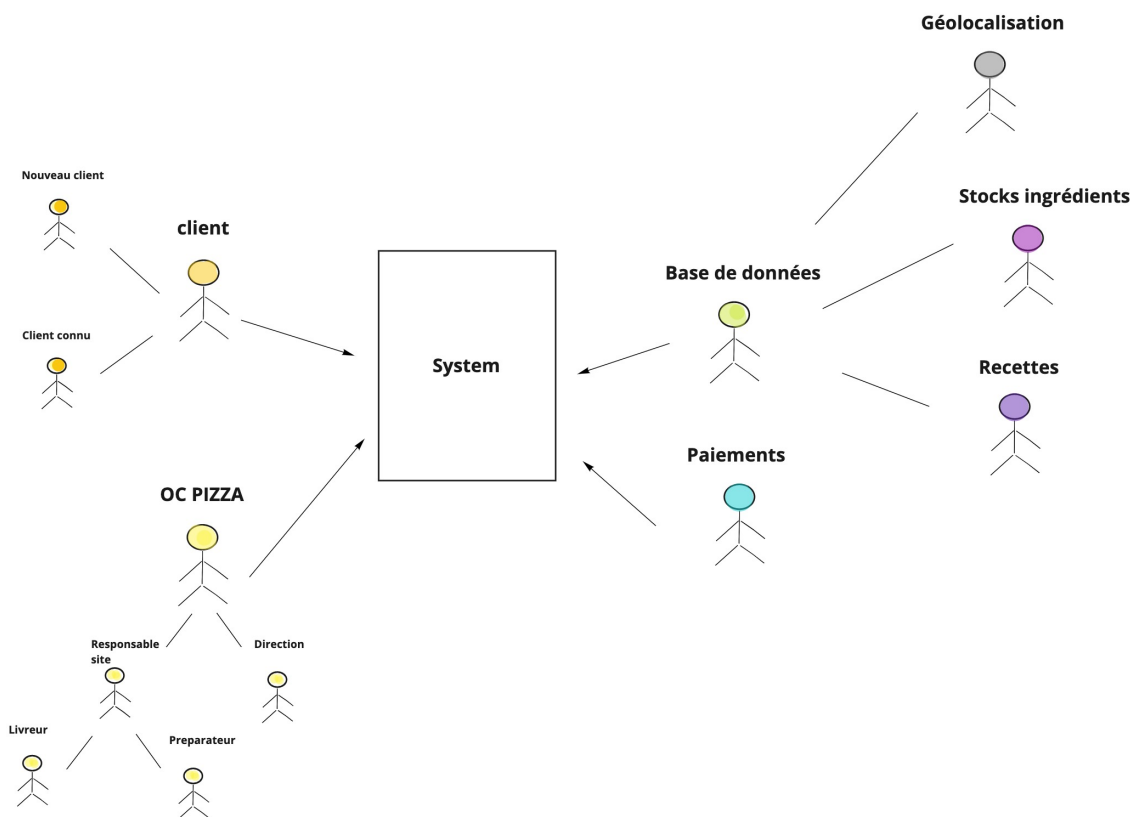 Géolocalisation
Nouveau client
Stocks ingrédients
client
Base de données
Client connu
System
Recettes
Paiements
OC PIZZA
Responsable
site
Direction
Livreur
Preparateur